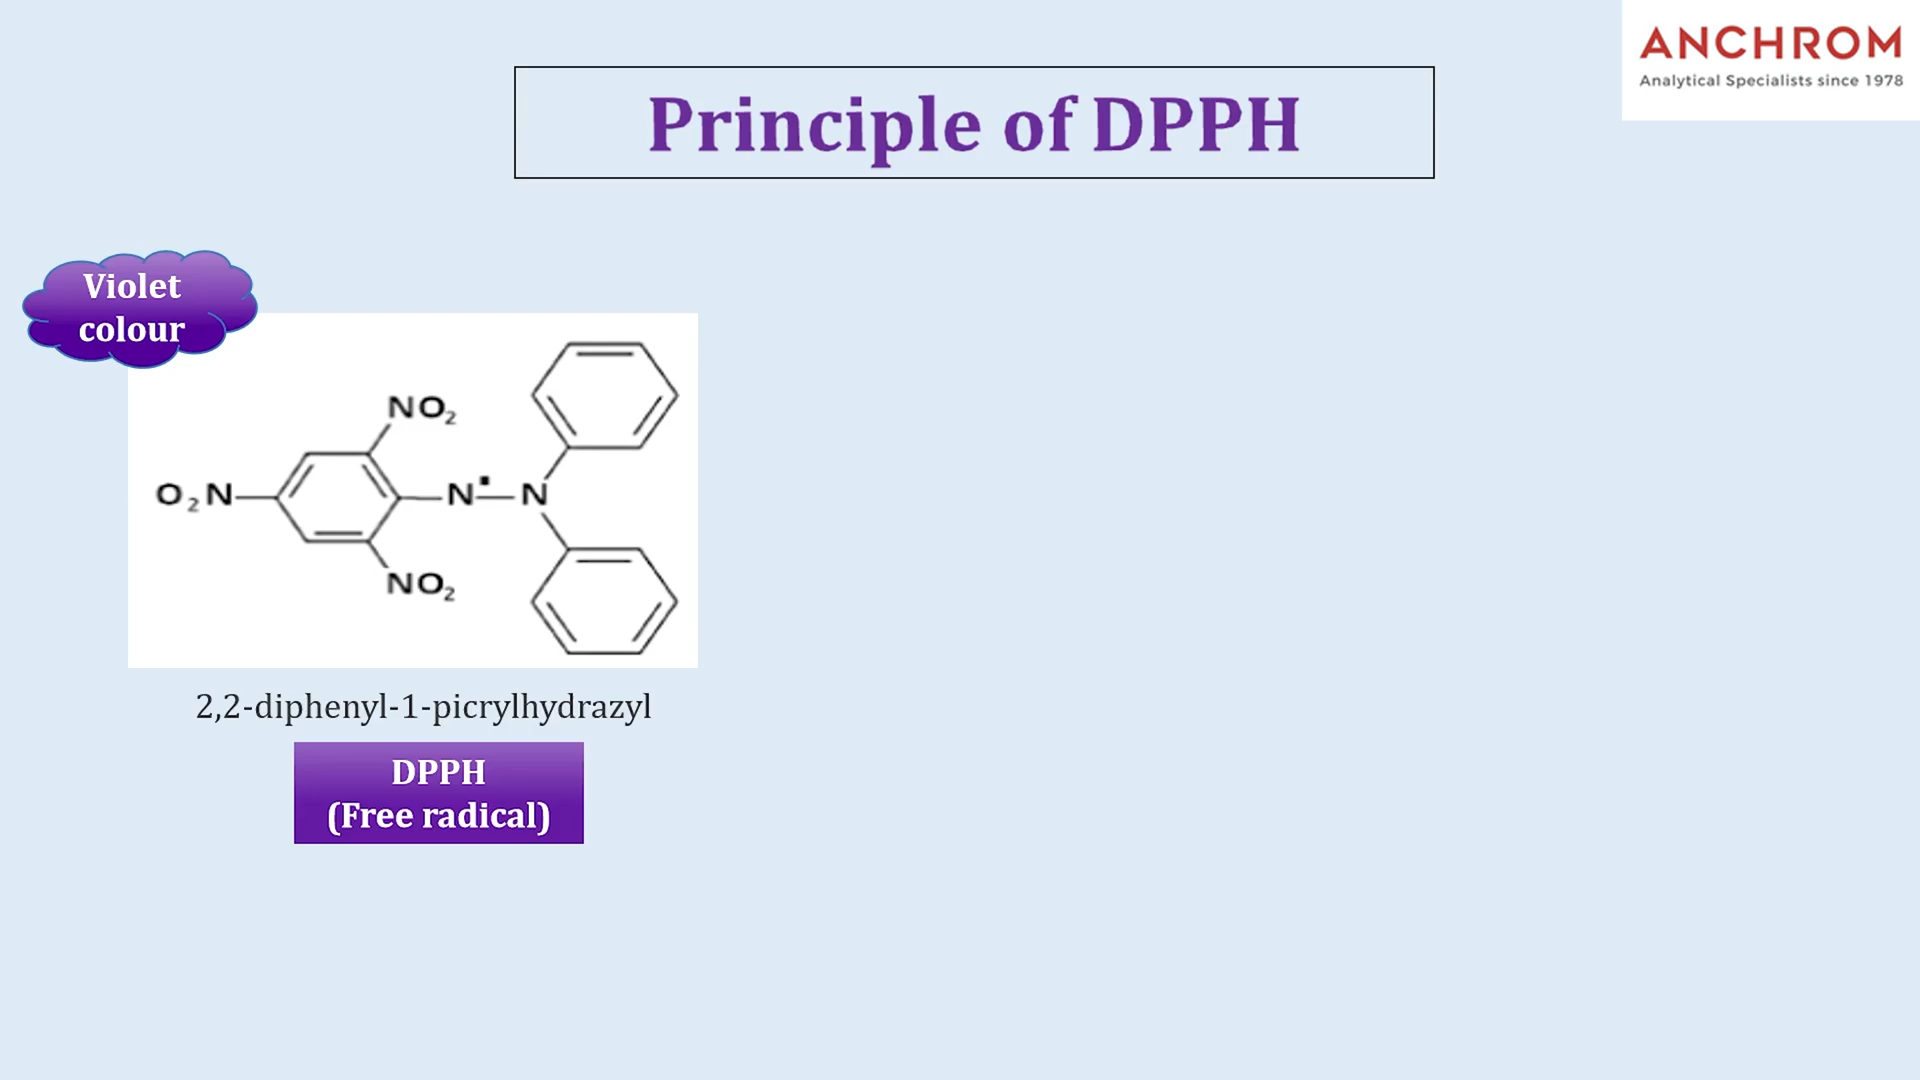 ANCHROM
Analytical Specialists since 1978
Principle of DPPH
Violet
colour
NO₂
O₂N
N•
N
NO₂
2,2-diphenyl-1-picrylhydrazyl
DPPH
(Free radical)